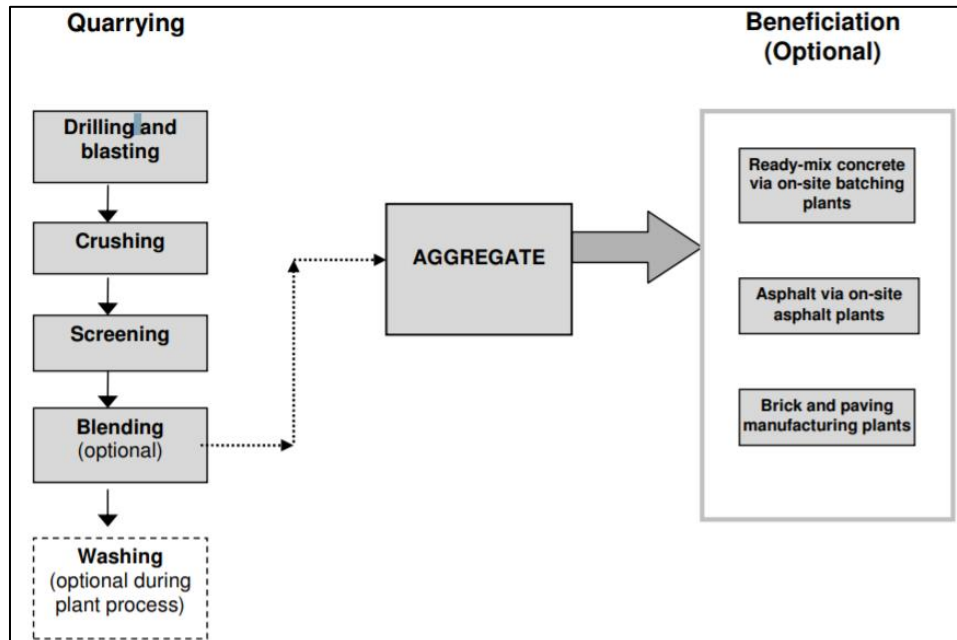 Quarrying
Drilling and
blasting
Crushing
Screening
Blending
(optional)
Washing
(optional during
plant process)
AGGREGATE
Beneficiation
(Optional)
Ready-mix concrete
via on-site batching
plants
Asphalt via on-site
asphalt plants
Brick and paving
manufacturing plants